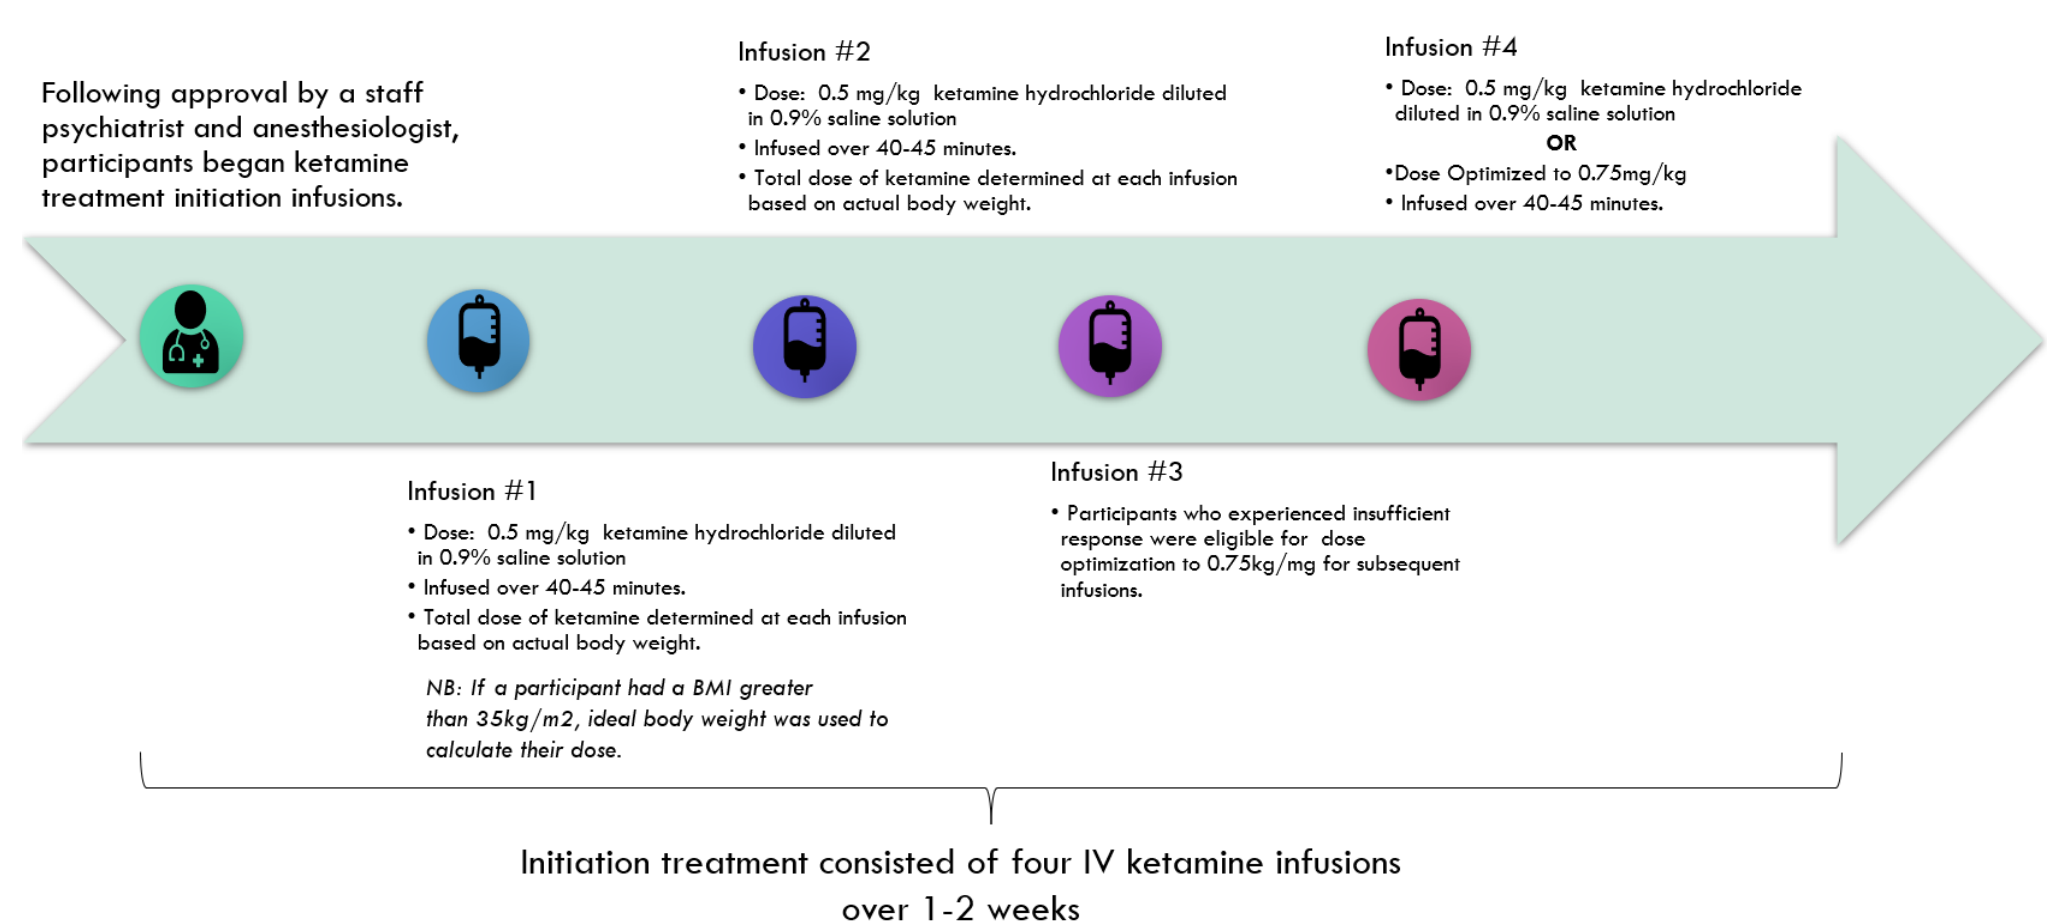 Following approval by a staff
psychiatrist and anesthesiologist,
participants began ketamine
treatment initiation infusions.
Infusion #1
• Dose: 0.5 mg/kg ketamine hydrochloride diluted
in 0.9% saline solution
• Infused over 40-45 minutes.
• Total dose of ketamine determined at each infusion
based on actual body weight.
NB: If a participant had a BMI greater
than 35kg/m2, ideal body weight was used to
calculate their dose.
Infusion #2
• Dose: 0.5 mg/kg ketamine hydrochloride diluted
in 0.9% saline solution
• Infused over 40-45 minutes.
• Total dose of ketamine determined at each infusion
based on actual body weight.
Infusion #3
• Participants who experienced insufficient
response were eligible for dose
optimization to 0.75kg/mg for subsequent
infusions.
Infusion #4
• Dose: 0.5 mg/kg ketamine hydrochloride
diluted in 0.9% saline solution
OR
•Dose Optimized to 0.75mg/kg
• Infused over 40-45 minutes.
Initiation treatment consisted of four IV ketamine infusions
over 1-2 weeks